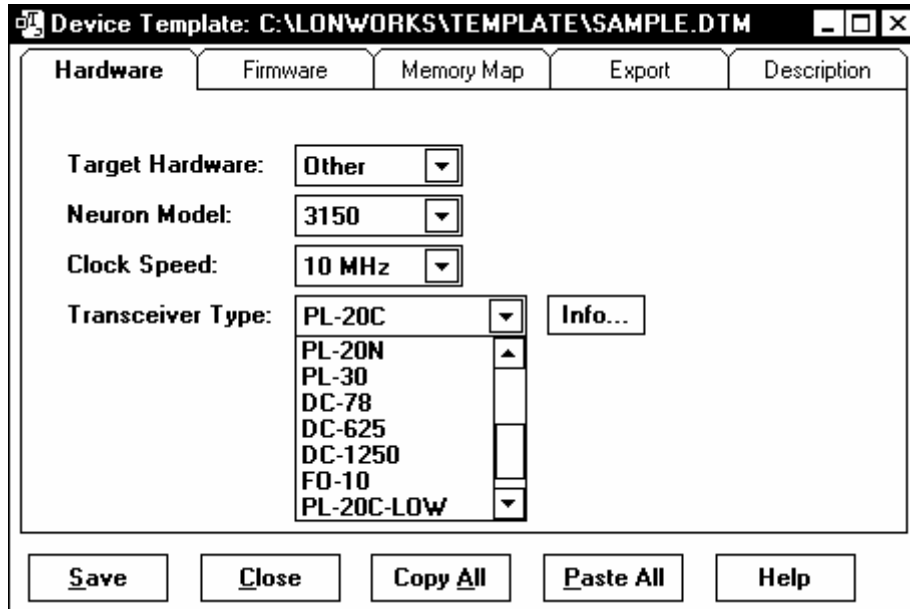 Device Template: C:\LONWORKS\TEMPLATE\SAMPLE.DTM
Hardware Firmware Memory Map Export Description
Target Hardware: Other
Neuron Model: 3150
Clock Speed: 10 MHz
Transceiver Type: PL-20C Info...
PL-20N
PL-30
DC-78
DC-625
DC-1250
FO-10
PL-20C-LOW
Save Close Copy All Paste All Help